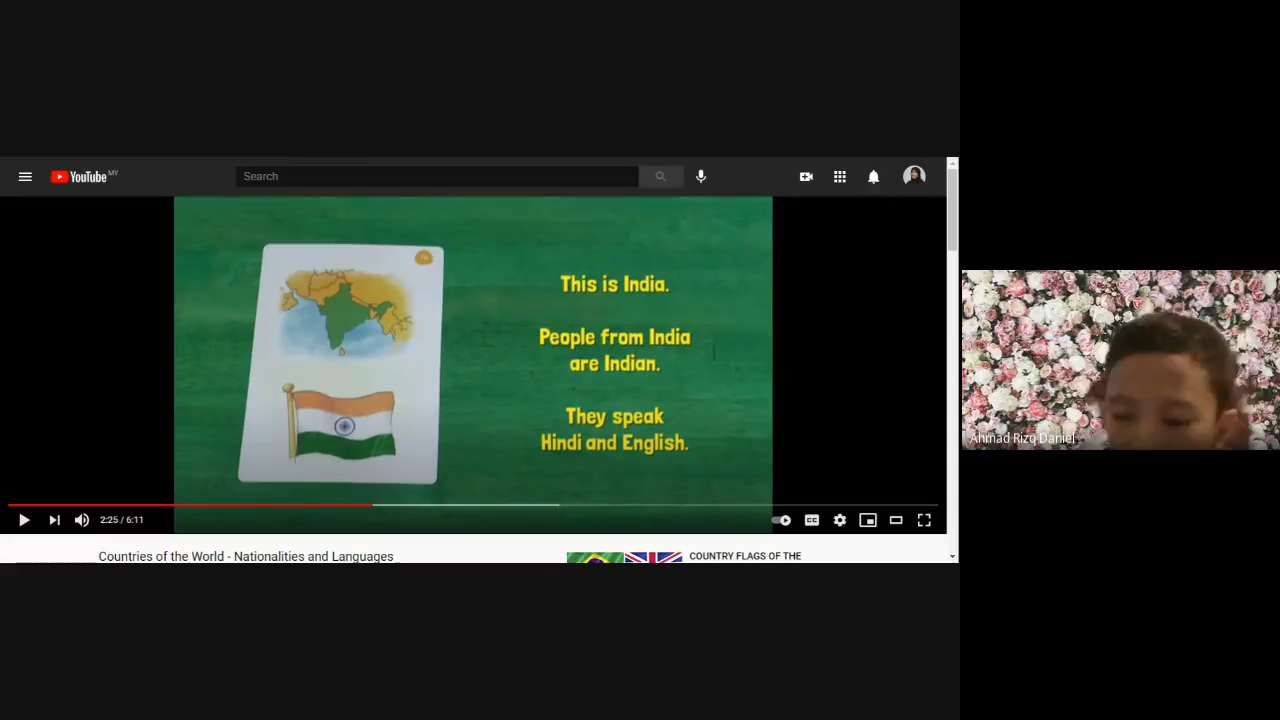 YouTube MY
Search
This is India.
People from India
are Indian.
They speak
Hindi and English.
Ahmad Rizq Daniel
2:25 / 6:11
CC
Countries of the World - Nationalities and Languages
COUNTRY FLAGS OF THE